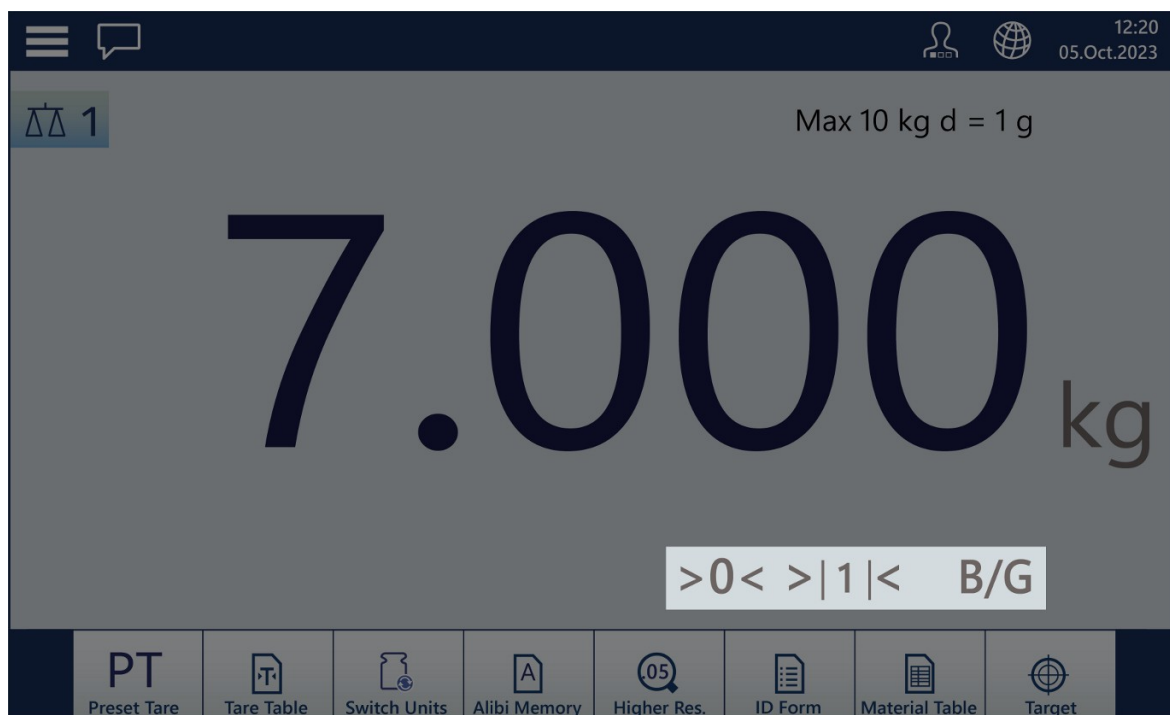 12:20
05.Oct.2023
1
Max 10 kg d = 1 g
7.000 kg
>0< >|1|< B/G
PT
Preset Tare
T
Tare Table
Switch Units
A
Alibi Memory
.05
Higher Res.
ID Form
Material Table
Target